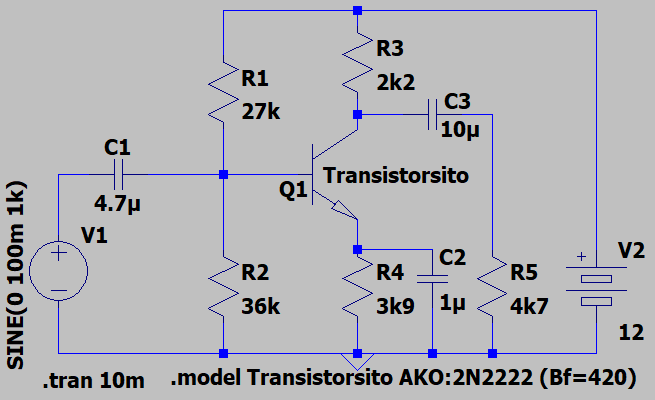 R1
27k
R3
2k2
C3
10µ
C1
4.7µ
Q1
Transistorsito
V1
SINE(0 100m 1k)
R2
36k
R4
3k9
C2
1µ
R5
4k7
V2
12
.tran 10m
.model Transistorsito AKO:2N2222 (Bf=420)